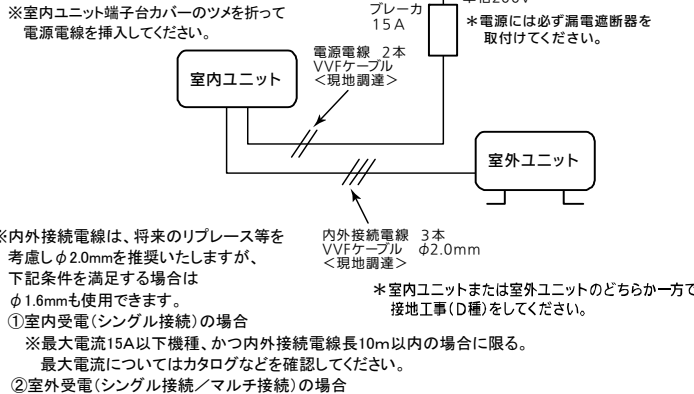 ※室内ユニット端子台カバーのツメを折って
電源電線を挿入してください。
ブレーカ
15A
＊電源には必ず漏電遮断器を
取付けてください。
電源電線 2本
VVFケーブル
<現地調達>
室内ユニット
室外ユニット
※内外接続電線は、将来のリプレース等を
考慮しφ2.0mmを推奨いたしますが、
下記条件を満足する場合は
φ1.6mmも使用できます。
内外接続電線 3本
VVFケーブル φ2.0mm
<現地調達>
＊室内ユニットまたは室外ユニットのどちらか一方で
接地工事(D種)をしてください。
①室内受電(シングル接続)の場合
※最大電流15A以下機種、かつ内外接続電線長10m以内の場合に限る。
最大電流についてはカタログなどを確認してください。
②室外受電(シングル接続／マルチ接続)の場合